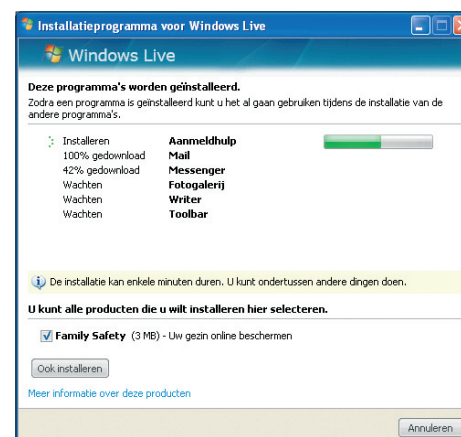 Installatieprogramma voor Windows Live
Windows Live
Deze programma's worden geïnstalleerd.
Zodra een programma is geïnstalleerd kunt u het al gaan gebruiken tijdens de installatie van de
andere programma's.
Installeren Aanmeldhulp
100% gedownload Mail
42% gedownload Messenger
Wachten Fotogalerij
Wachten Writer
Wachten Toolbar
De installatie kan enkele minuten duren. U kunt ondertussen andere dingen doen.
U kunt alle producten die u wilt installeren hier selecteren.
Family Safety (3 MB) - Uw gezin online beschermen
Ook installeren
Meer informatie over deze producten
Annuleren